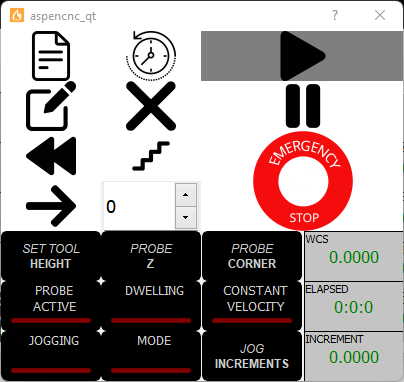 aspencnc_qt
?
EMERGENCY
STOP
0
SET TOOL
HEIGHT
PROBE
Z
PROBE
CORNER
WCS
0.0000
PROBE
ACTIVE
DWELLING
CONSTANT
VELOCITY
ELAPSED
0:0:0
JOGGING
MODE
JOG
INCREMENTS
INCREMENT
0.0000